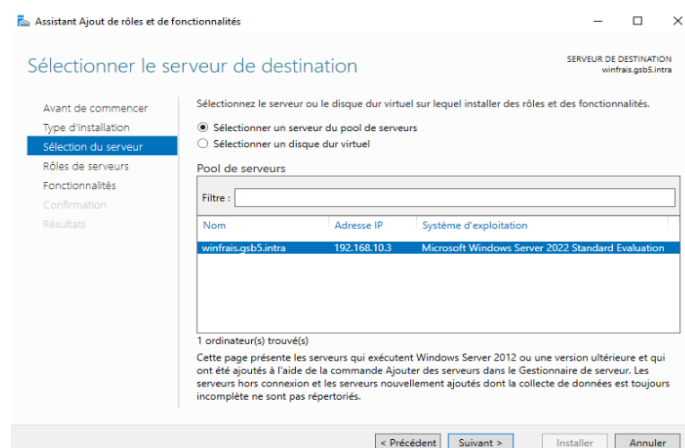 Assistant Ajout de rôles et de fonctionnalités
Sélectionner le serveur de destination
SERVEUR DE DESTINATION
winfrais.gsb5.intra
Avant de commencer
Type d'installation
Sélection du serveur
Rôles de serveurs
Fonctionnalités
Confirmation
Résultats
Sélectionnez le serveur ou le disque dur virtuel sur lequel installer des rôles et des fonctionnalités.
Sélectionner un serveur du pool de serveurs
Sélectionner un disque dur virtuel
Pool de serveurs
Filtre :
Nom Adresse IP Système d'exploitation
winfrais.gsb5.intra 192.168.10.3 Microsoft Windows Server 2022 Standard Evaluation
1 ordinateur(s) trouvé(s)
Cette page présente les serveurs qui exécutent Windows Server 2012 ou une version ultérieure et qui
ont été ajoutés à l'aide de la commande Ajouter des serveurs dans le Gestionnaire de serveur. Les
serveurs hors connexion et les serveurs nouvellement ajoutés dont la collecte de données est toujours
incomplète ne sont pas répertoriés.
< Précédent Suivant > Installer Annuler